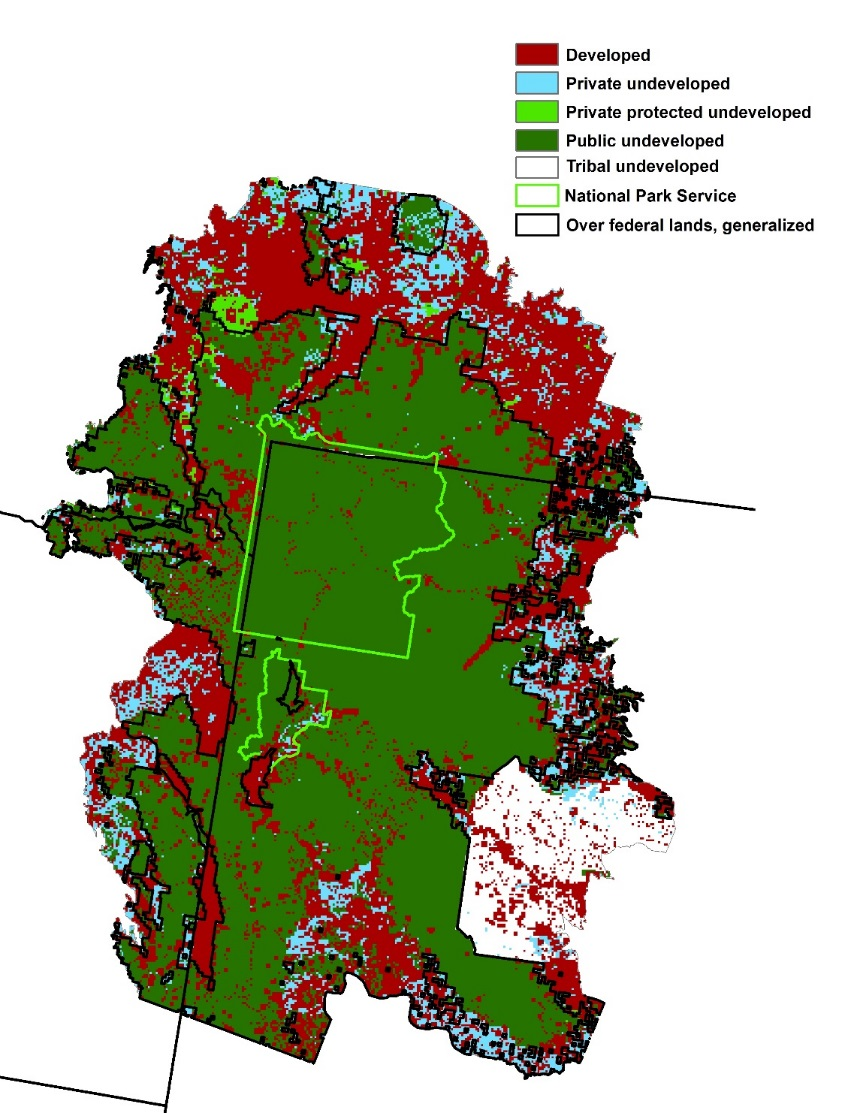 Developed
Private undeveloped
Private protected undeveloped
Public undeveloped
Tribal undeveloped
National Park Service
Over federal lands, generalized